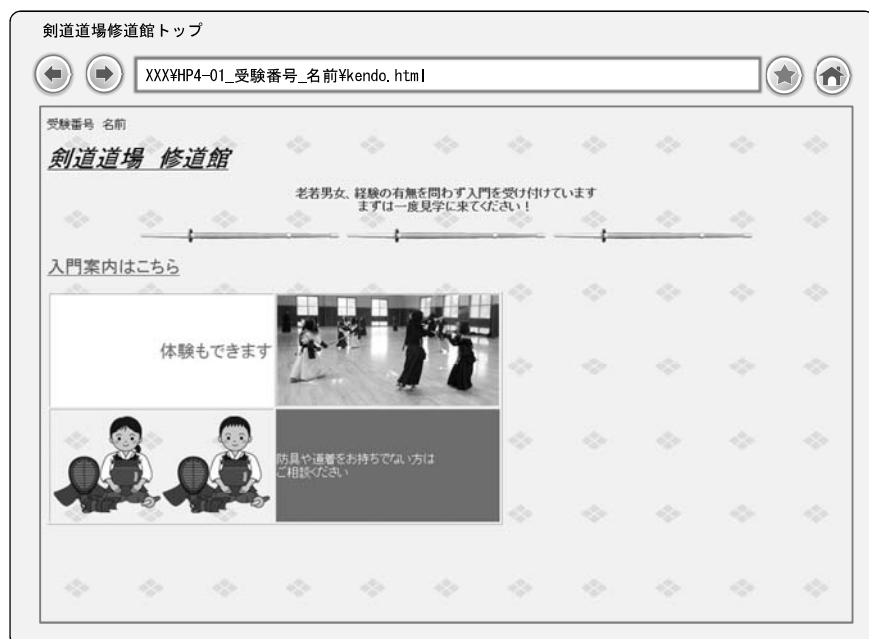 剣道道場修道館トップ
XXX¥HP4-01_受験番号_名前¥kendo.html
受験番号 名前
剣道道場 修道館
老若男女、経験の有無を問わず入門を受け付けています
まずは一度見学に来てください！
入門案内はこちら
体験もできます
防具や道着をお持ちでない方は
ご相談ください